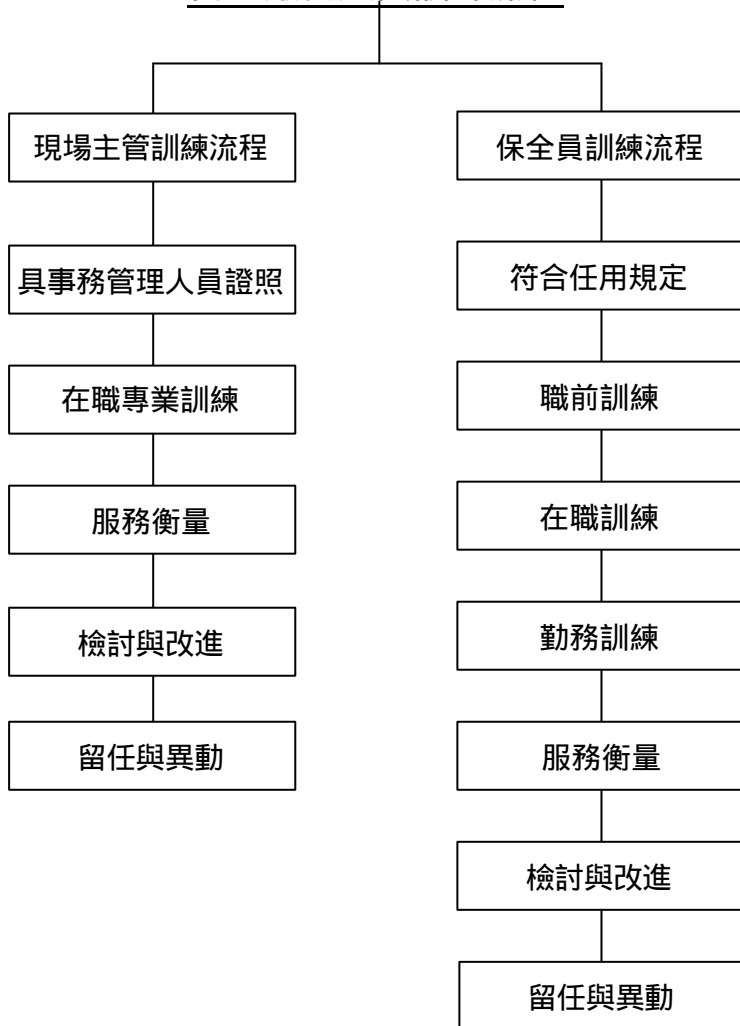 現場主管訓練流程
具事務管理人員證照
在職專業訓練
服務衡量
檢討與改進
留任與異動
保全員訓練流程
符合任用規定
職前訓練
在職訓練
勤務訓練
服務衡量
檢討與改進
留任與異動